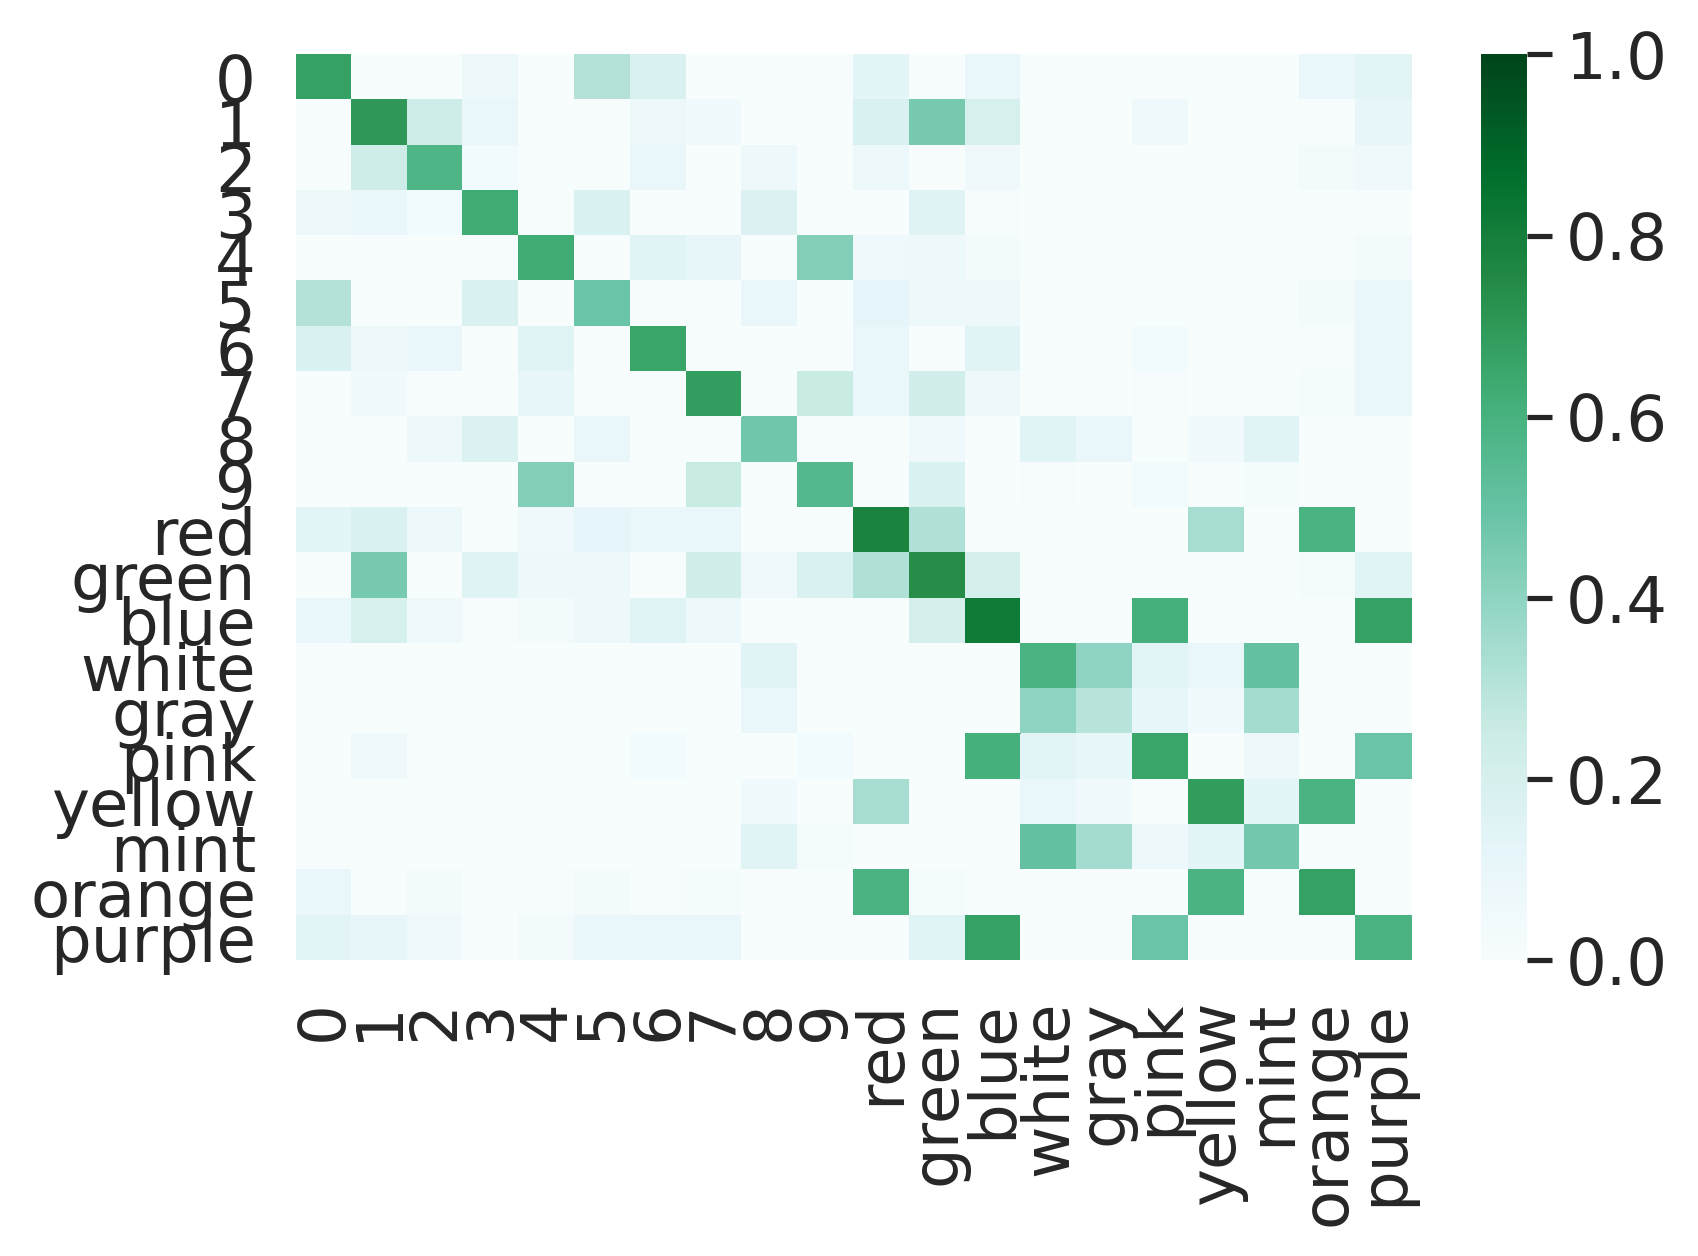 0
1
2
3
4
5
6
7
8
9
red
green
blue
white
gray
pink
yellow
mint
orange
purple
0 1 2 3 4 5 6 7 8 9 red green blue white gray pink yellow mint orange purple
1.0
0.8
0.6
0.4
0.2
0.0